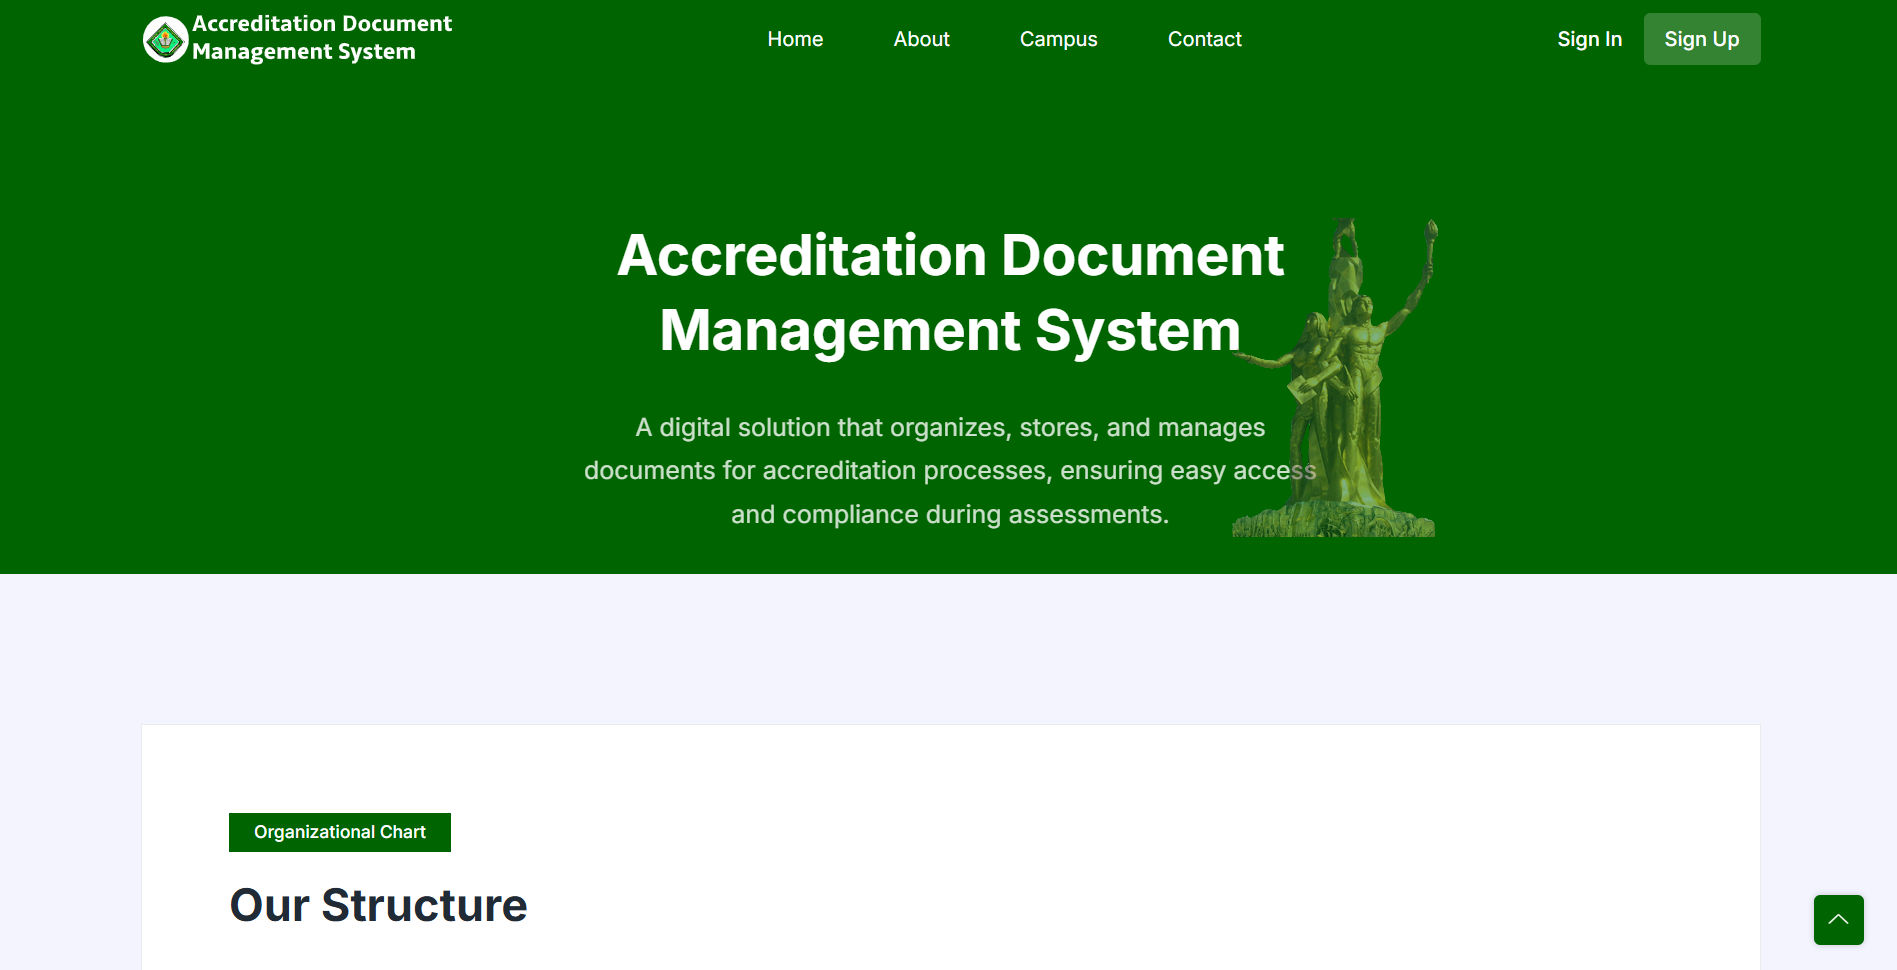 Accreditation Document
Management System
Home
About
Campus
Contact
Sign In
Sign Up
Accreditation Document
Management System
A digital solution that organizes, stores, and manages
documents for accreditation processes, ensuring easy access
and compliance during assessments.
Organizational Chart
Our Structure